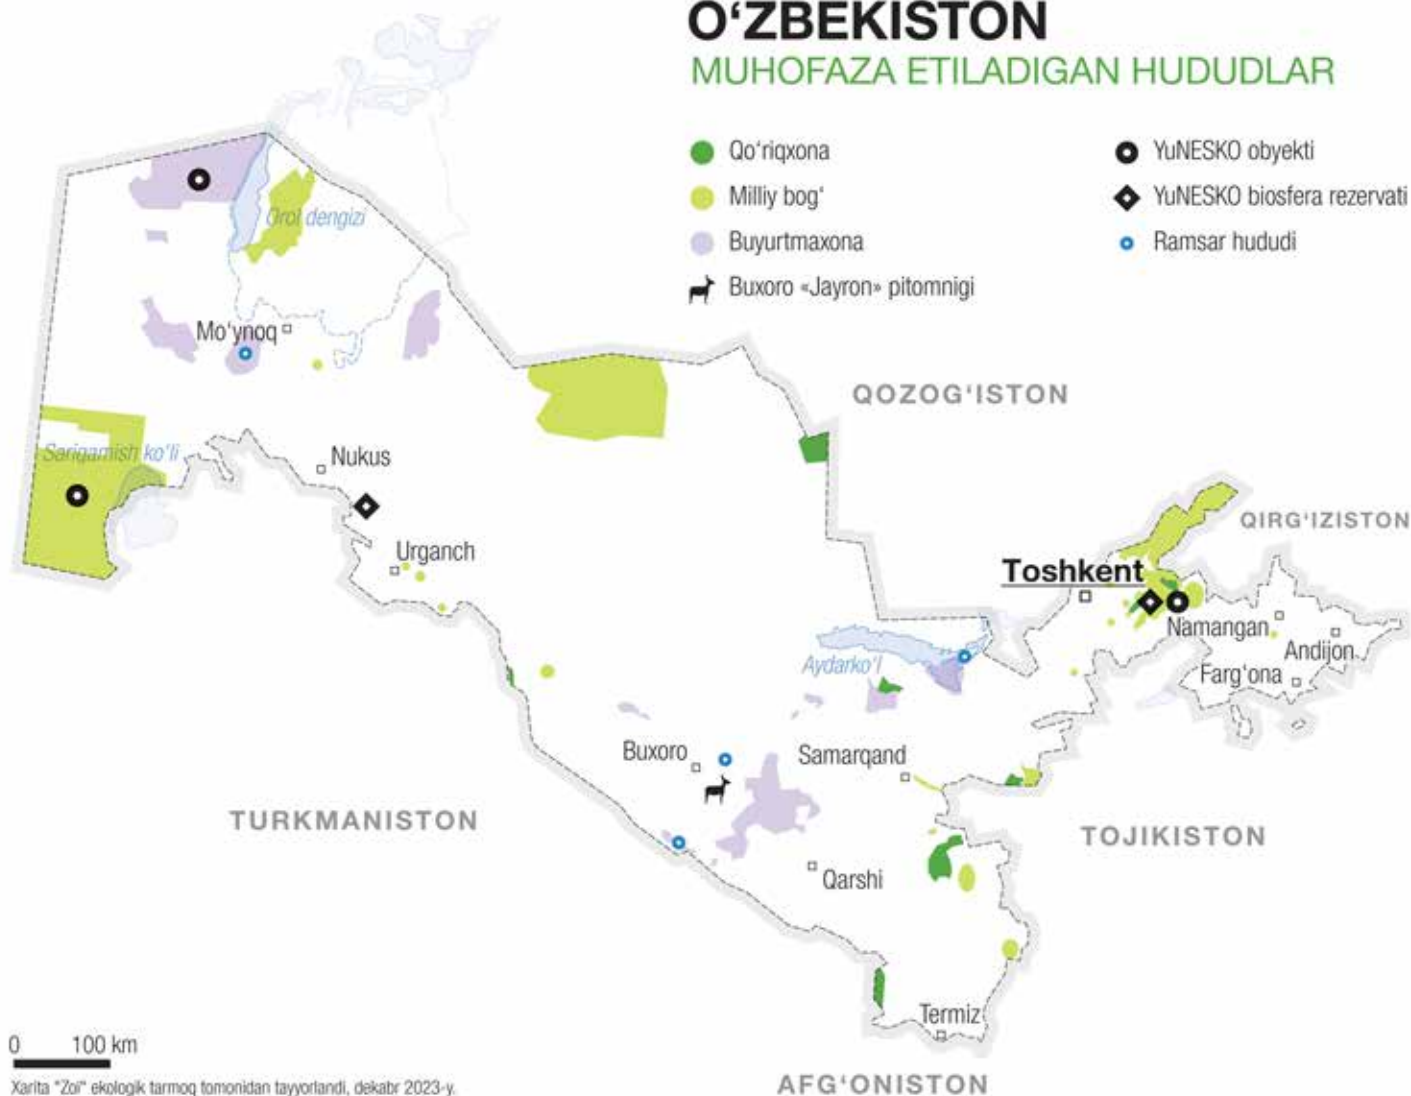 O‘ZBEKISTON
MUHOFAZA ETILADIGAN HUDUDLAR
Qo‘riqxona
Milliy bog‘
Buyurtmaxona
Buxoro «Jayron» pitomnigi
YuNESKO obyekti
YuNESKO biosfera rezervati
Ramsar hududi
Orol dengizi
Mo‘ynoq
QOZOG‘ISTON
Sariqamish ko‘li
Nukus
QIRG‘IZISTON
Urganch
Toshkent
Namangan
Andijon
Aydarko‘l
Farg‘ona
Buxoro
Samarqand
TURKMANISTON
TOJIKISTON
Qarshi
Termiz
0 100 km
AFG‘ONISTON
Xarita "Zoï" ekologik tarmoq tomonidan tayyorlandi, dekabr 2023-y.